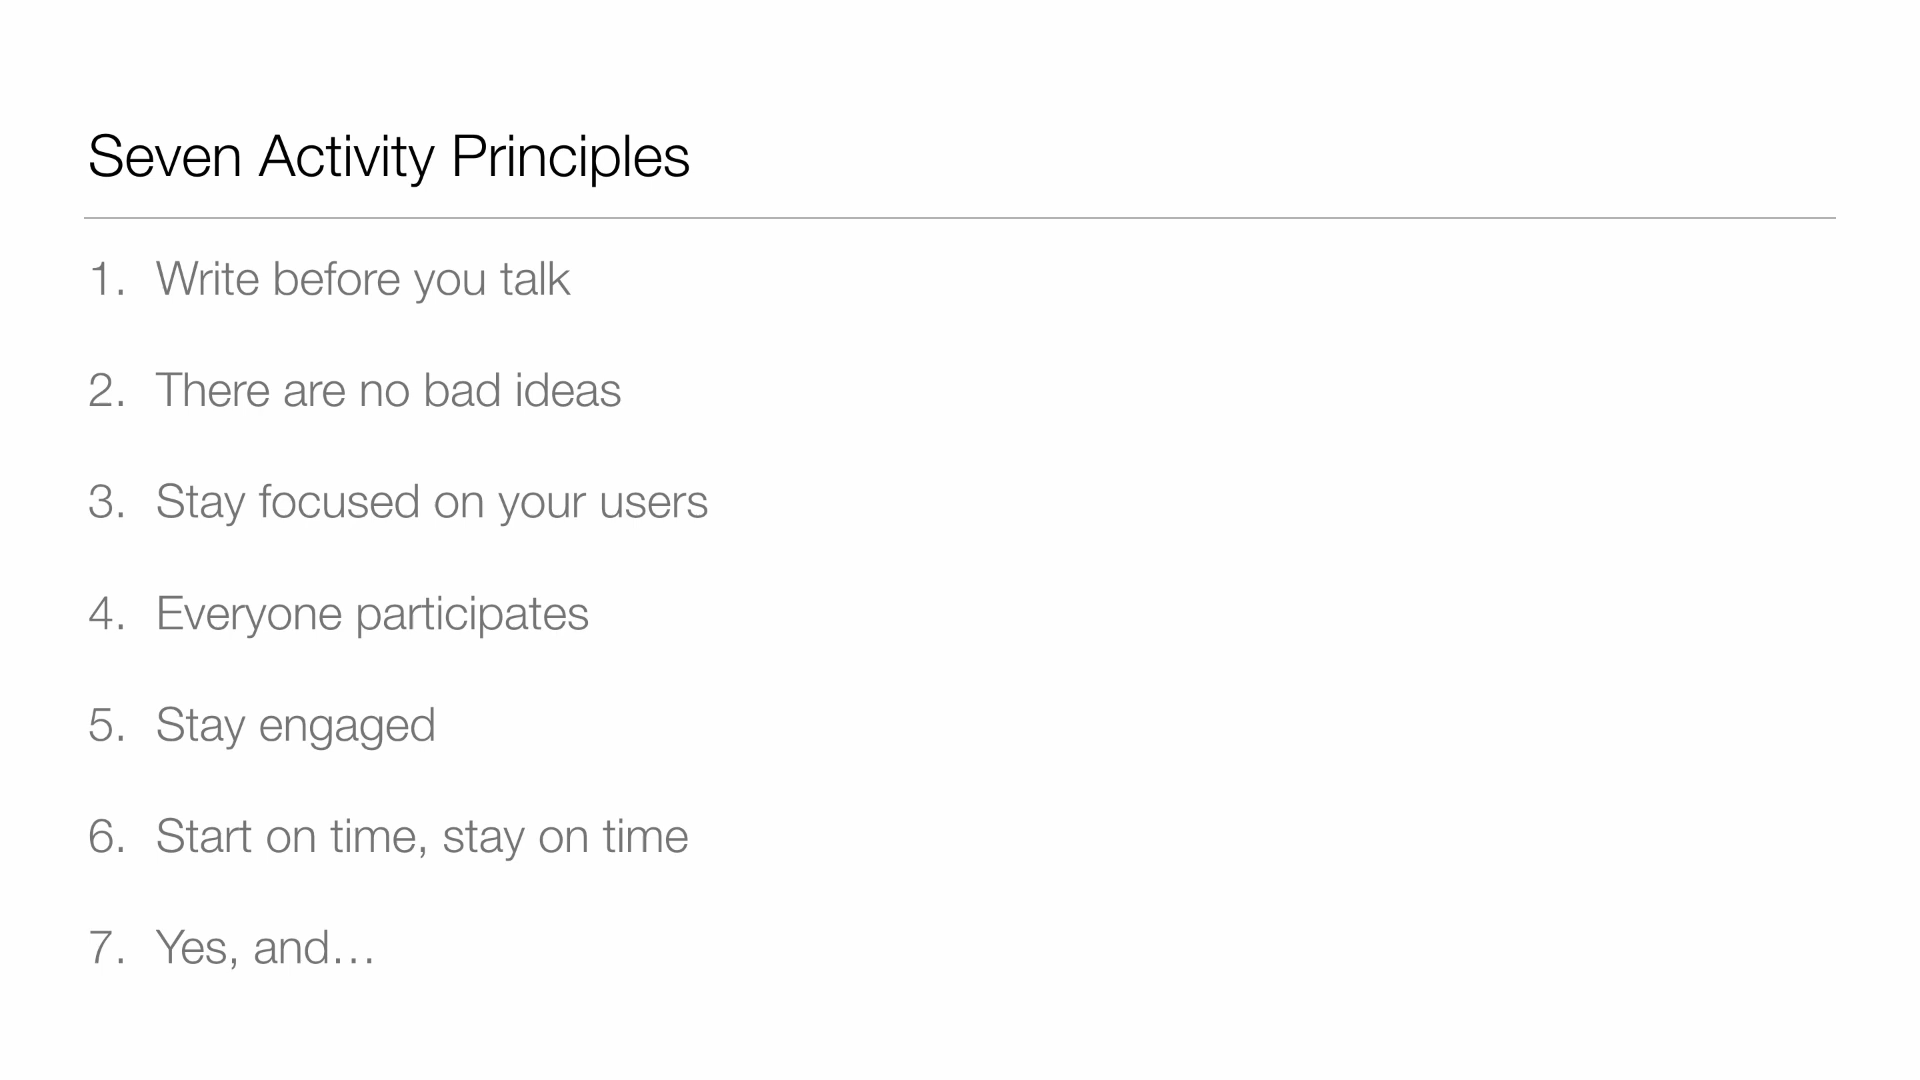 Seven Activity Principles
1. Write before you talk
2. There are no bad ideas
3. Stay focused on your users
4. Everyone participates
5. Stay engaged
6. Start on time, stay on time
7. Yes, and…